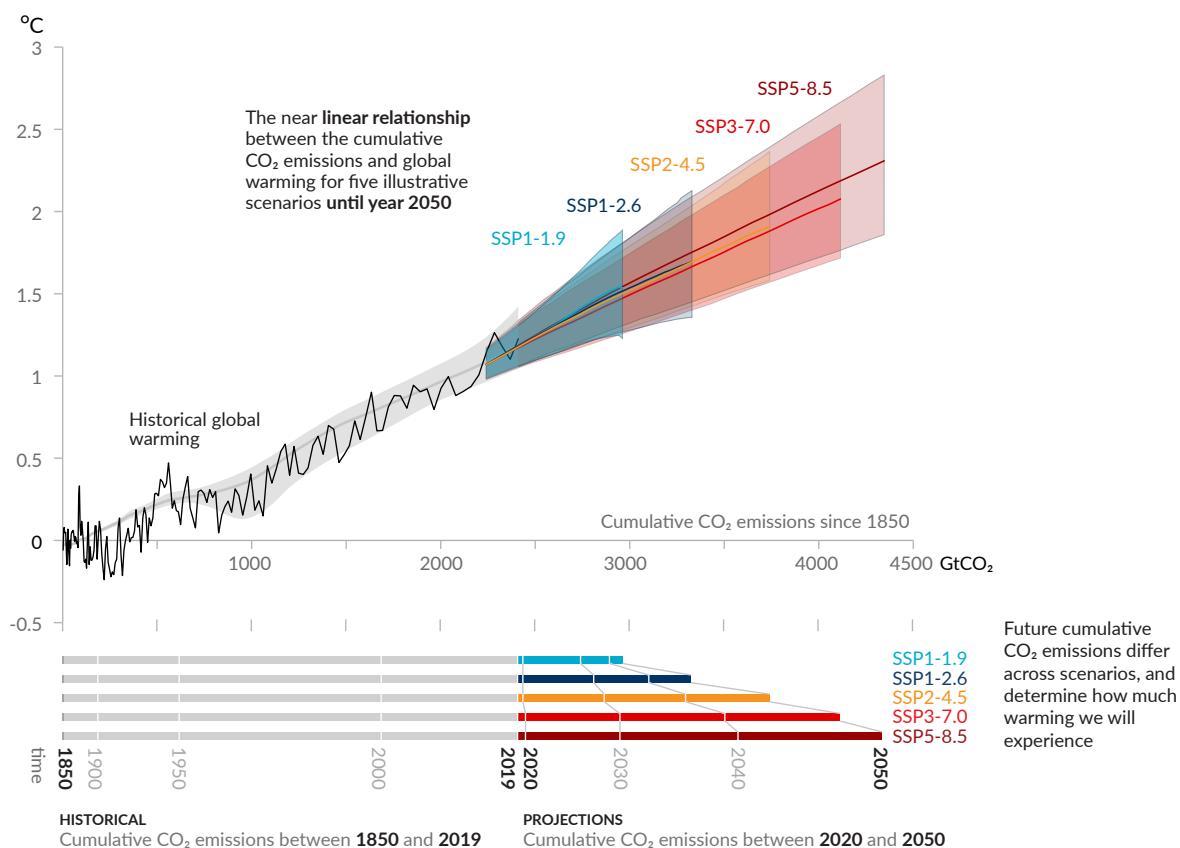 °C
3
SSP5-8.5
The near linear relationship
between the cumulative
CO₂ emissions and global
warming for five illustrative
scenarios until year 2050
2.5
SSP3-7.0
SSP2-4.5
2
SSP1-2.6
SSP1-1.9
1.5
1
Historical global
warming
0.5
Cumulative CO₂ emissions since 1850
0
1000
2000
3000
4000
4500
GtCO₂
-0.5
Future cumulative
CO₂ emissions differ
across scenarios, and
determine how much
warming we will
experience
SSP1-1.9
SSP1-2.6
SSP2-4.5
SSP3-7.0
SSP5-8.5
time
1850
1900
1950
2000
2019
2020
2030
2040
2050
HISTORICAL
Cumulative CO₂ emissions between 1850 and 2019
PROJECTIONS
Cumulative CO₂ emissions between 2020 and 2050